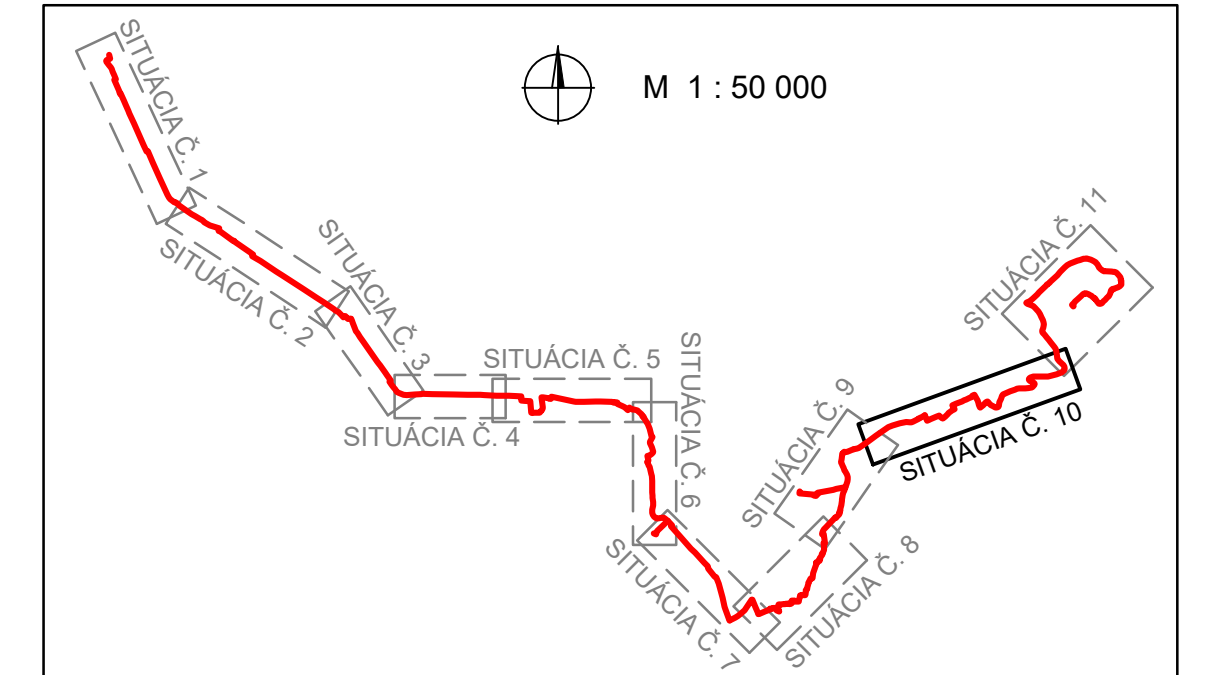 SITUÁCIA Č. 1
M 1 : 50 000
SITUÁCIA Č. 2
SITUÁCIA Č. 3
SITUÁCIA Č. 4
SITUÁCIA Č. 5
SITUÁCIA Č. 6
SITUÁCIA Č. 7
SITUÁCIA Č. 8
SITUÁCIA Č. 9
SITUÁCIA Č. 10
SITUÁCIA Č. 11